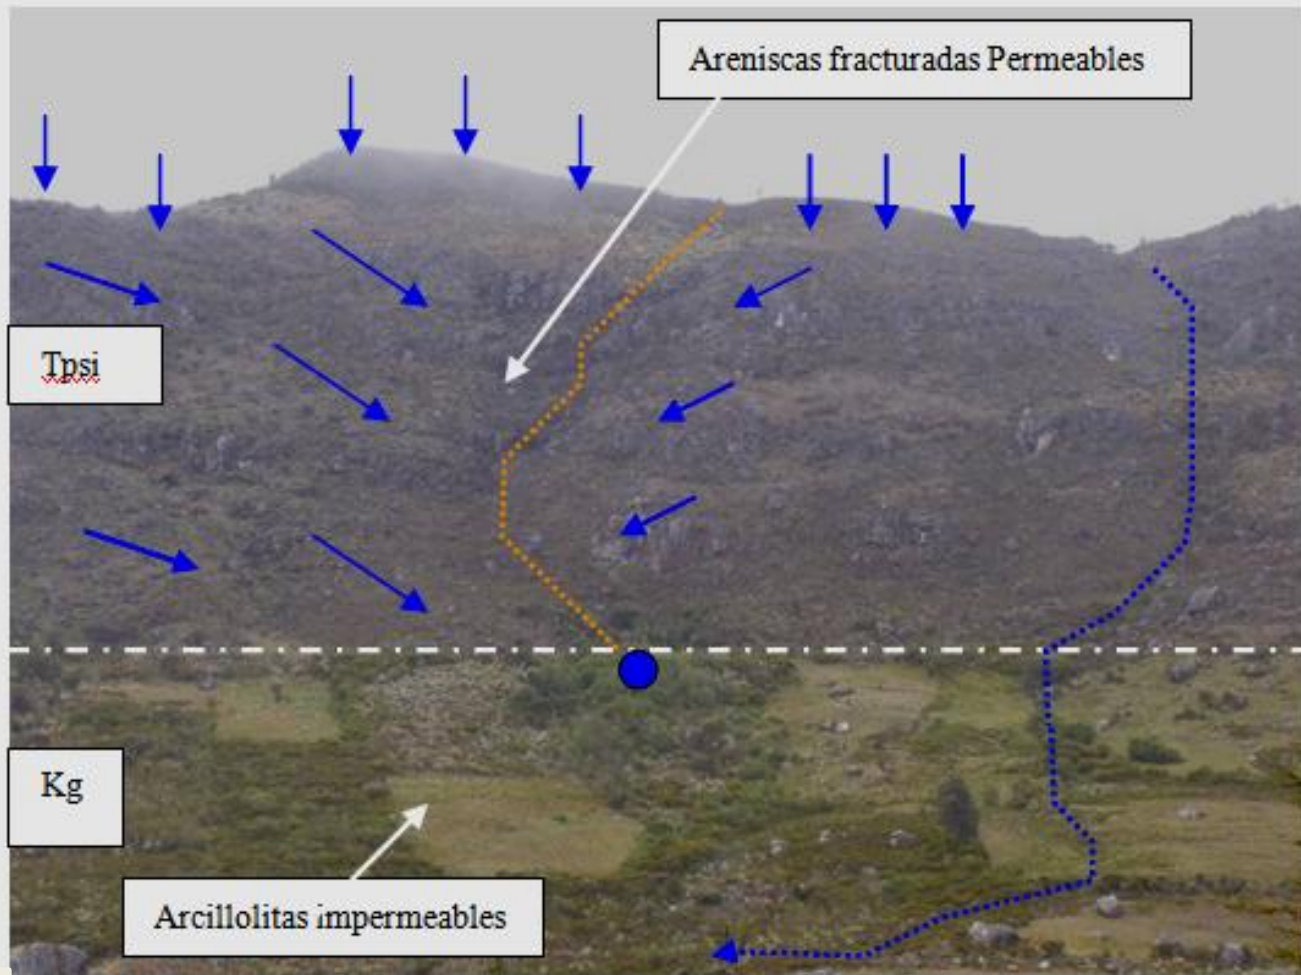 Areniscas fracturadas Permeables
Tpsi
Kg
Arcillolitas impermeables